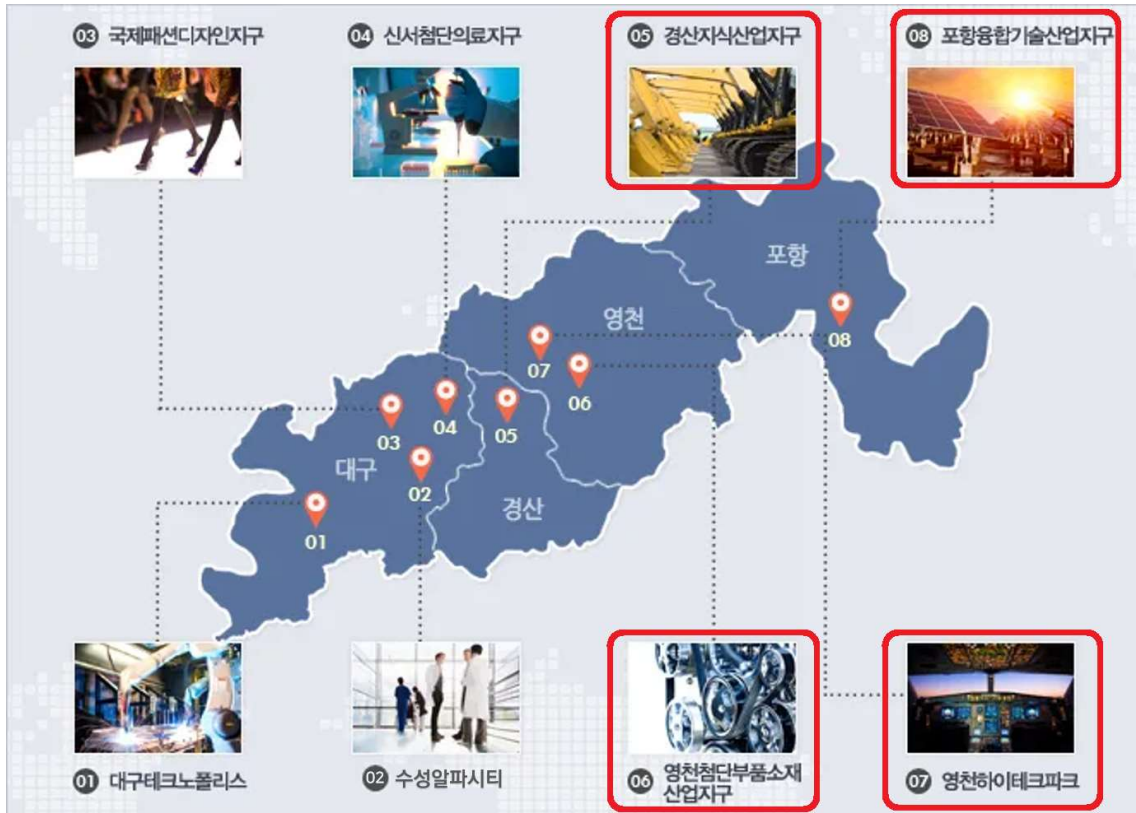 03 국제패션디자인지구
04 신서첨단의료지구
05 경산지식산업지구
08 포항융합기술산업지구
포항
영천
08
07
06
04
05
03
대구
02
경산
01
01 대구테크노폴리스
02 수성알파시티
06 영천첨단부품소재
산업지구
07 영천하이테크파크